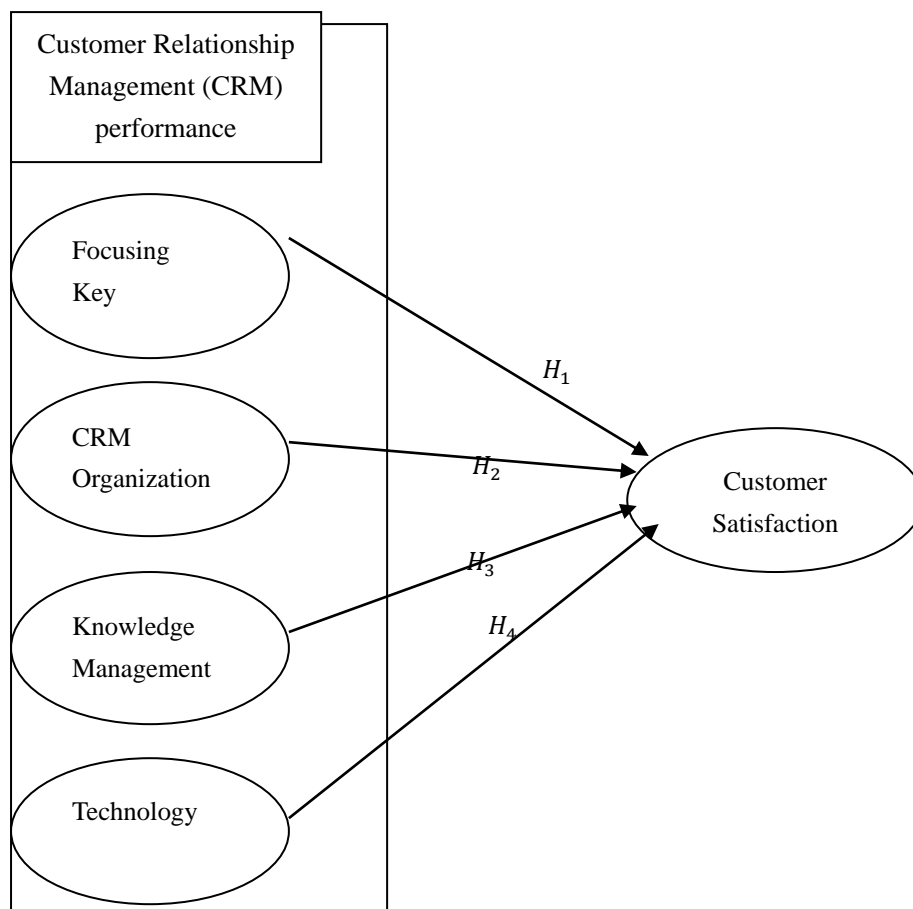 Customer Relationship
Management (CRM)
performance
Focusing
Key
H₁
CRM
Organization
H₂
Customer
Satisfaction
H₃
Knowledge
Management
H₄
Technology